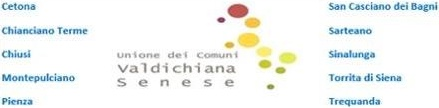 Cetona
Chianciano Terme
Chiusi
Montepulciano
Pienza
Unione dei Comuni
Valdichiana
Senese
San Casciano dei Bagni
Sarteano
Sinalunga
Torrita di Siena
Trequanda